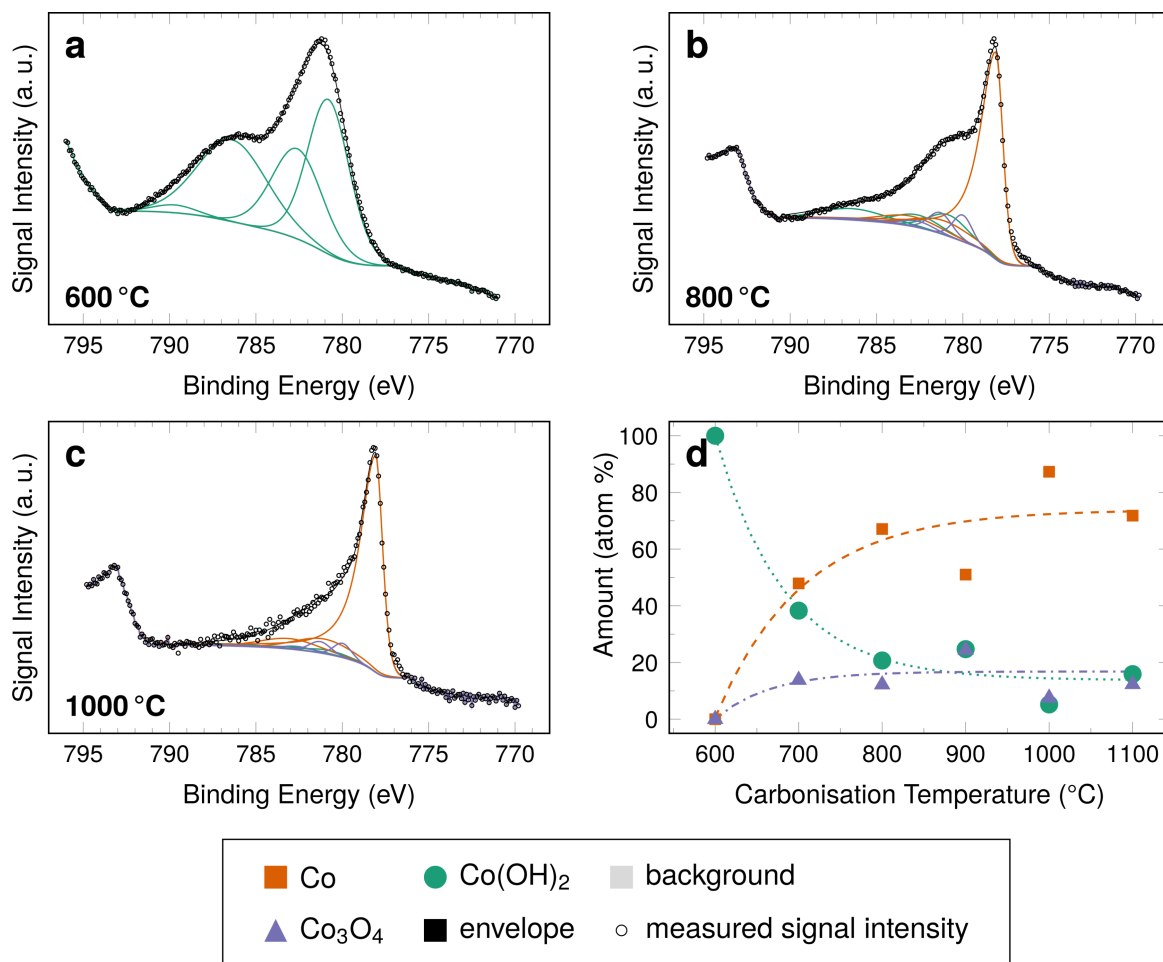 a
Signal Intensity (a. u.)
600 °C
795 790 785 780 775 770
Binding Energy (eV)
b
Signal Intensity (a. u.)
800 °C
795 790 785 780 775 770
Binding Energy (eV)
c
Signal Intensity (a. u.)
1000 °C
795 790 785 780 775 770
Binding Energy (eV)
d
Amount (atom %)
100
80
60
40
20
0
600 700 800 900 1000 1100
Carbonisation Temperature (°C)
Co Co(OH)₂ background
Co₃O₄ envelope measured signal intensity